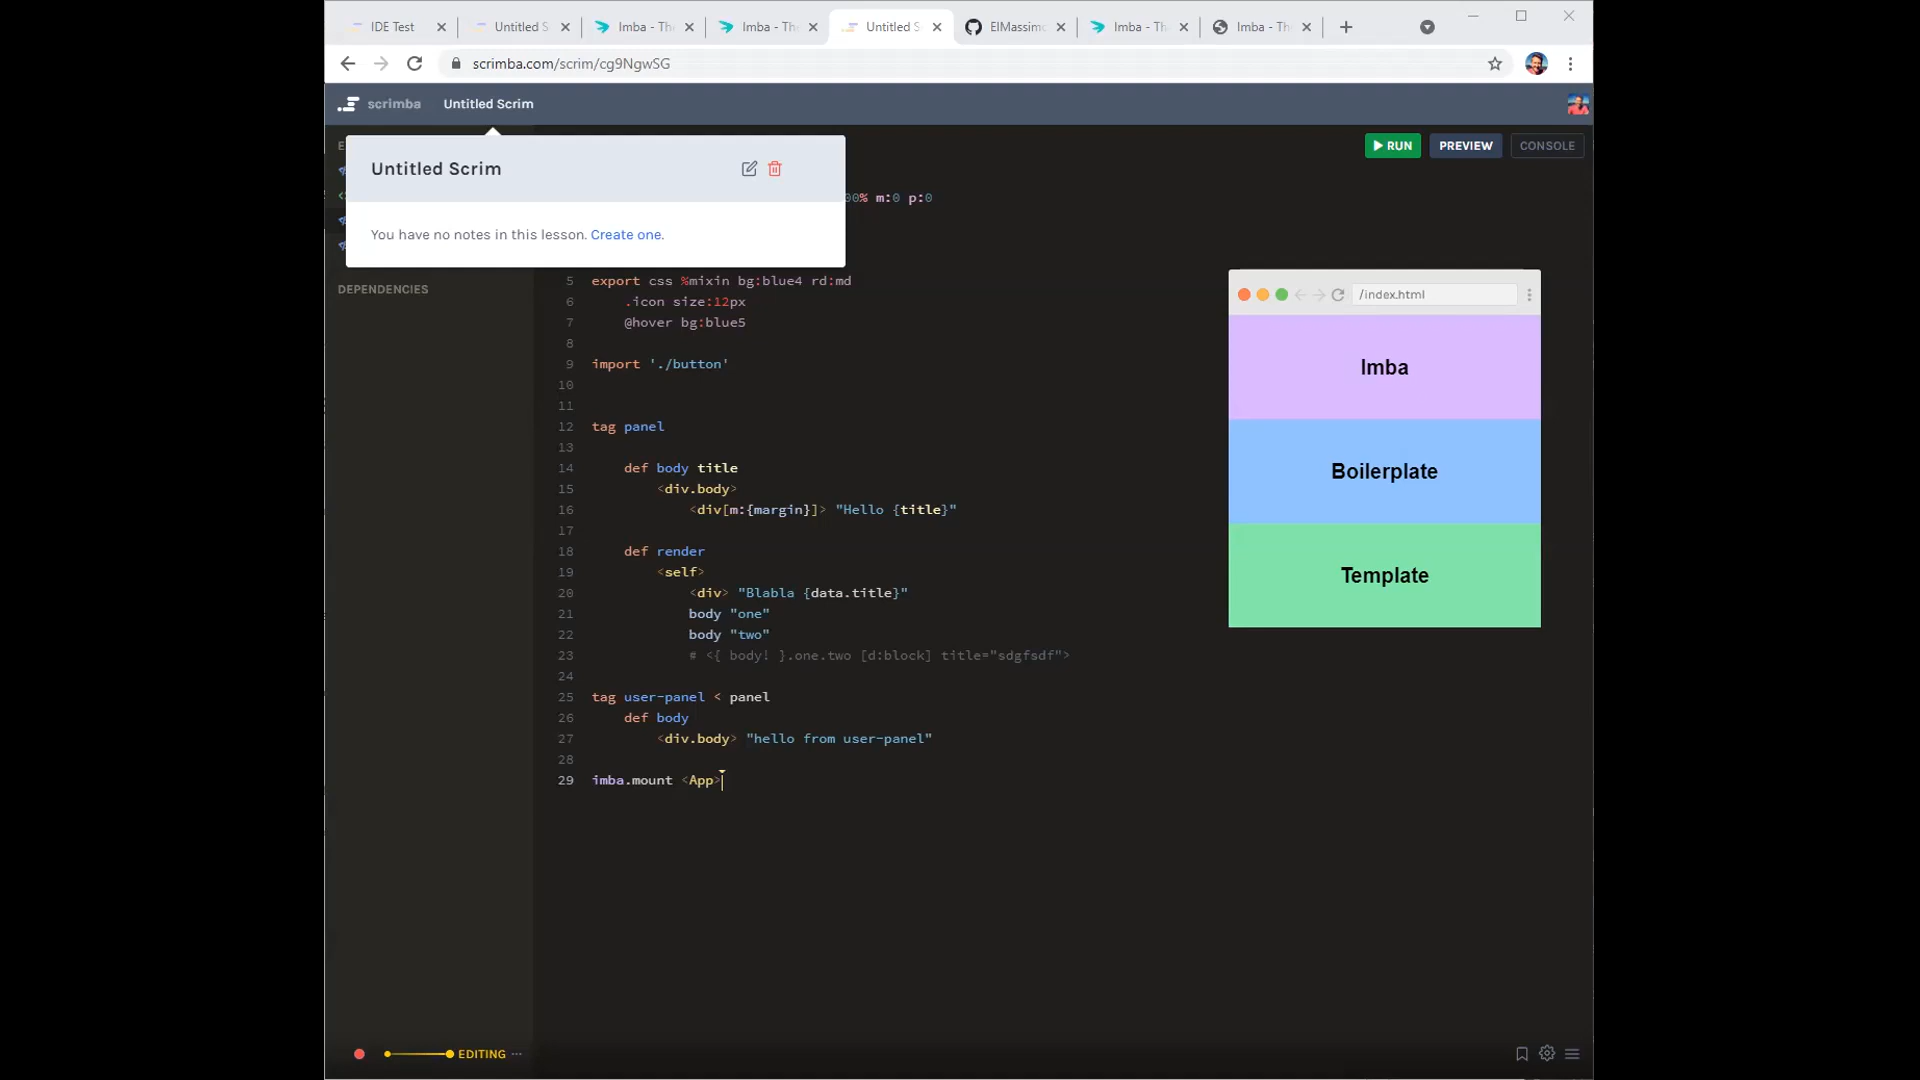 IDE Test
Untitled S
Imba - Th
Imba - Th
Untitled S
ElMassimo
Imba - Th
Imba - Th
scrimba.com/scrim/cg9NgwSG
scrimba Untitled Scrim
E
RUN PREVIEW CONSOLE
Untitled Scrim
You have no notes in this lesson. Create one.
00% m:0 p:0
DEPENDENCIES
5 export css %mixin bg:blue4 rd:md
6 .icon size:12px
7 @hover bg:blue5
8
9 import './button'
10
11
12 tag panel
13
14 def body title
15 <div.body>
16 <div[m:{margin}]> "Hello {title}"
17
18 def render
19 <self>
20 <div> "Blabla {data.title}"
21 body "one"
22 body "two"
23 # <{ body! }.one.two [d:block] title="sdgfsdf">
24
25 tag user-panel < panel
26 def body
27 <div.body> "hello from user-panel"
28
29 imba.mount <App>
/index.html
Imba
Boilerplate
Template
EDITING ...